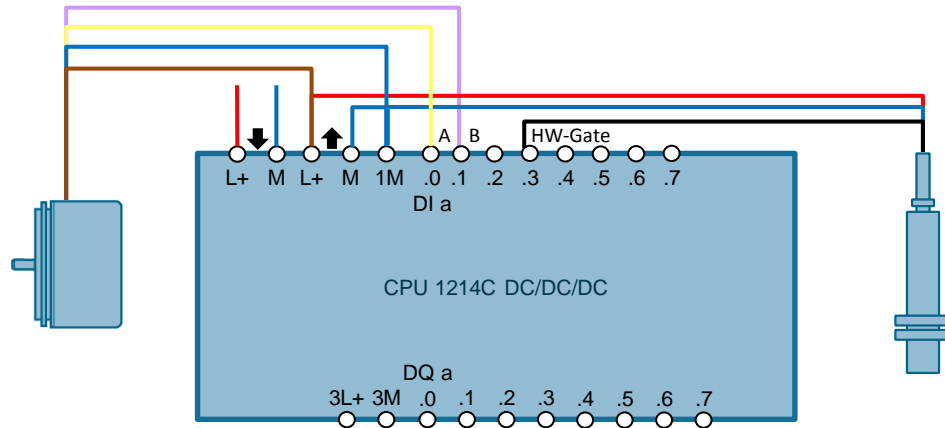 A B HW-Gate
L+ M L+ M 1M .0 .1 .2 .3 .4 .5 .6 .7
DI a
CPU 1214C DC/DC/DC
DQ a
3L+ 3M .0 .1 .2 .3 .4 .5 .6 .7